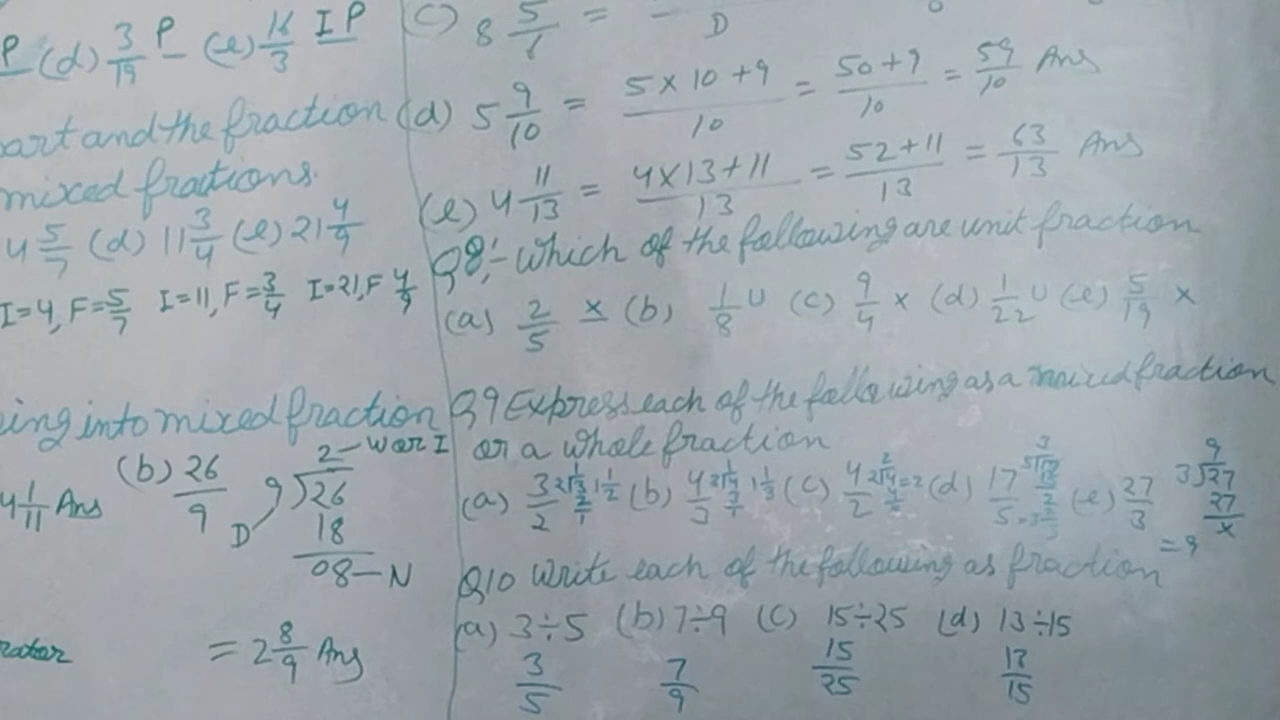 P (d) 3/19 P (e) 16/3 IP
art and the fraction
mixed fractions.
4 5/7 (d) 11 3/4 (e) 21 4/9
I=4, F=5/7 I=11, F=3/4 I=21, F 4/9
ing into mixed fraction
4 1/11 Ans (b) 26/9
2 - W or I
D 9 √26
18
08 - N
rator = 2 8/9 Ans
(C) 8 5/ =
D
(d) 5 9/10 = 5 x 10 + 9/10 = 50 + 9/10 = 59/10 Ans
(e) 4 11/13 = 4 x 13 + 11/13 = 52 + 11/13 = 63/13 Ans
Q8:- Which of the following are unit fraction
(a) 2/5 x (b) 1/8 U (C) 9/4 x (d) 1/22 U (e) 5/19 x
Q9 Express each of the following as a mixed fraction
or a whole fraction
(a) 3/2 1 1/2 (b) 4/3 1 1/3 (C) 4/2 =2 (d) 17/5 = 3 2/5 (e) 27/3
9
3 √27
27
x
= 9
Q10 Write each of the following as fraction
(a) 3÷5 (b) 7÷9 (C) 15÷25 (d) 13÷15
3/5 7/9 15/25 13/15